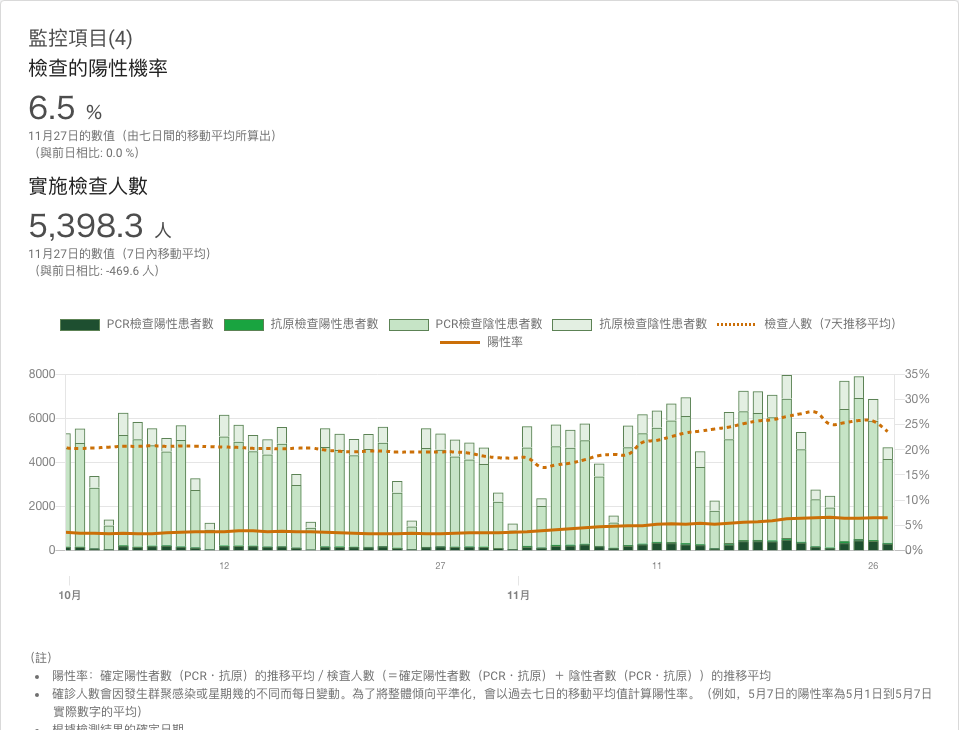 監控項目(4)
檢查的陽性機率
6.5 %
11月27日的數值（由七日間的移動平均所算出）
（與前日相比: 0.0 %）
實施檢查人數
5,398.3 人
11月27日的數值（7日內移動平均）
（與前日相比: -469.6 人）
PCR檢查陽性患者數 抗原檢查陽性患者數 PCR檢查陰性患者數 抗原檢查陰性患者數 檢查人數（7天推移平均）
陽性率
8000 35%
30%
6000 25%
4000 20%
15%
2000 10%
5%
0 0%
12 27 11 26
10月 11月
（註）
陽性率：確定陽性者數（PCR・抗原）的推移平均 / 検査人數（＝確定陽性者數（PCR・抗原）＋ 陰性者數（PCR・抗原））的推移平均
確診人數會因發生群聚感染或星期幾的不同而每日變動。為了將整體傾向平準化，會以過去七日的移動平均值計算陽性率。（例如，5月7日的陽性率為5月1日到5月7日
實際數字的平均）
根據檢測結果的確定日期